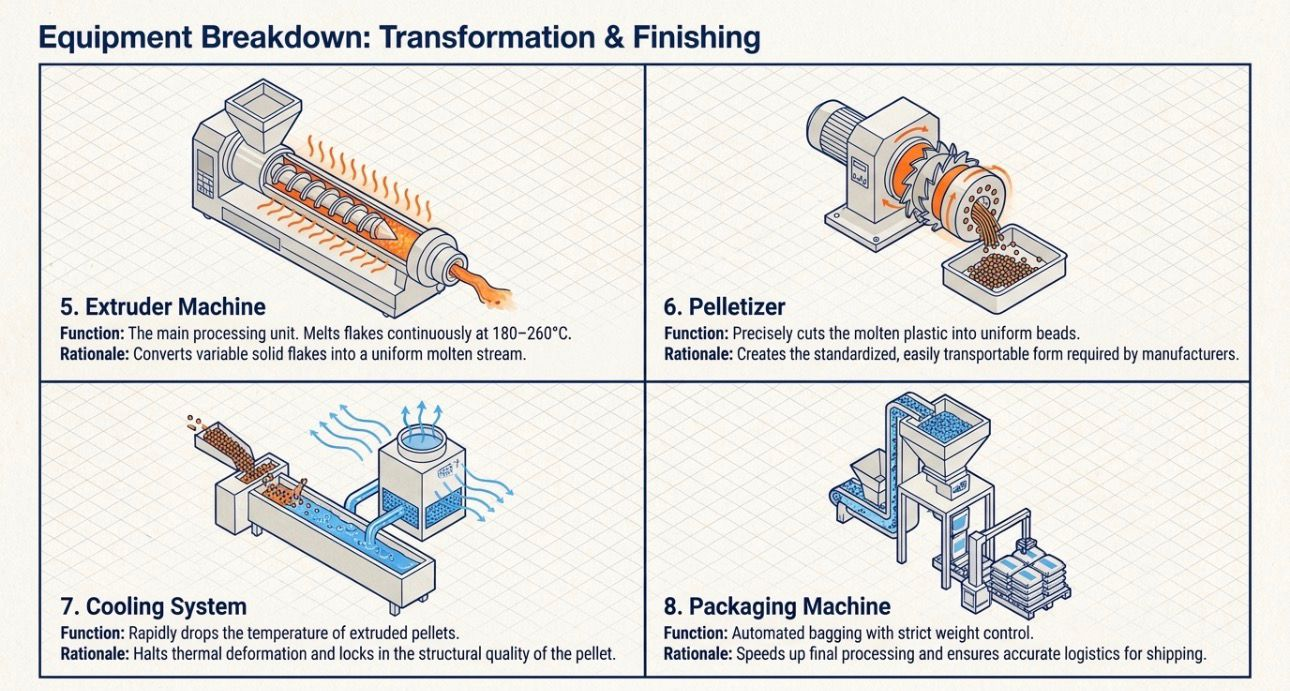 Equipment Breakdown: Transformation & Finishing
5. Extruder Machine
Function: The main processing unit. Melts flakes continuously at 180–260°C.
Rationale: Converts variable solid flakes into a uniform molten stream.
6. Pelletizer
Function: Precisely cuts the molten plastic into uniform beads.
Rationale: Creates the standardized, easily transportable form required by manufacturers.
7. Cooling System
Function: Rapidly drops the temperature of extruded pellets.
Rationale: Halts thermal deformation and locks in the structural quality of the pellet.
8. Packaging Machine
Function: Automated bagging with strict weight control.
Rationale: Speeds up final processing and ensures accurate logistics for shipping.